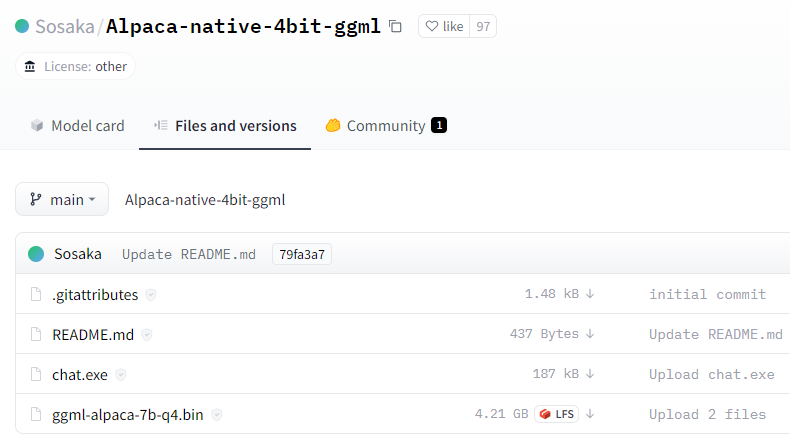 Sosaka/Alpaca-native-4bit-ggml like 97
License: other
Model card Files and versions Community 1
main Alpaca-native-4bit-ggml
Sosaka Update README.md 79fa3a7
.gitattributes 1.48 kB initial commit
README.md 437 Bytes Update README.md
chat.exe 187 kB Upload chat.exe
ggml-alpaca-7b-q4.bin 4.21 GB LFS Upload 2 files